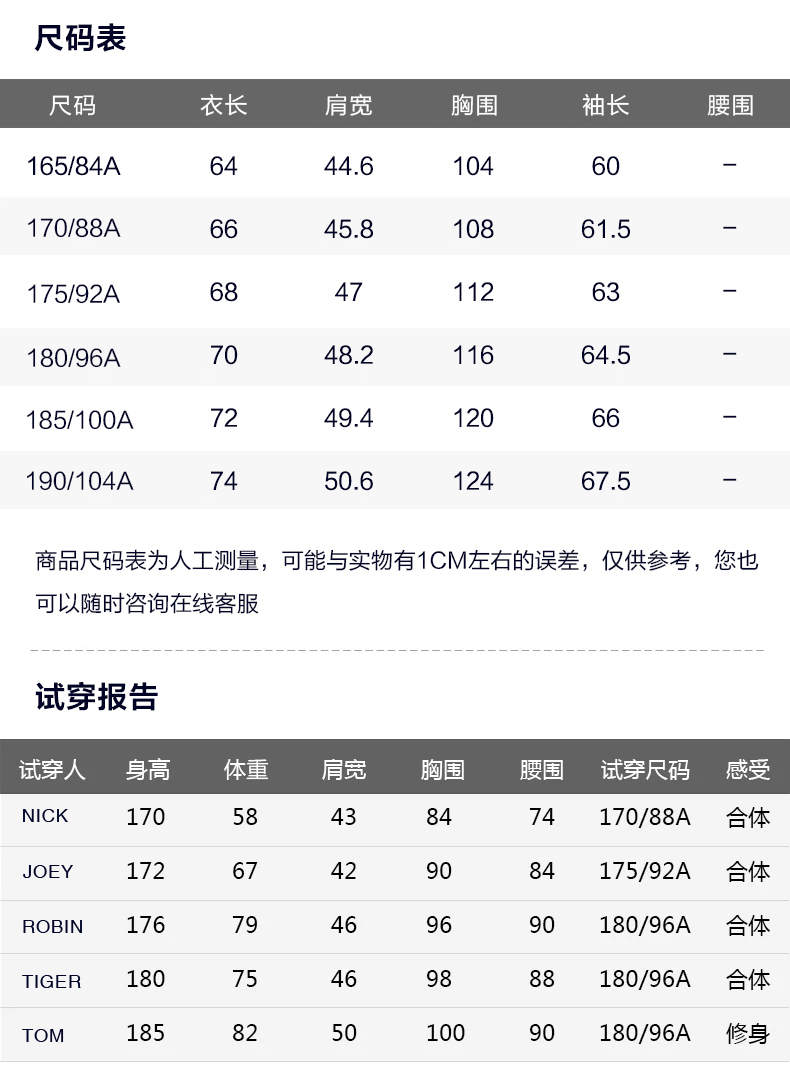 尺码表
尺码 衣长 肩宽 胸围 袖长 腰围
165/84A 64 44.6 104 60 –
170/88A 66 45.8 108 61.5 –
175/92A 68 47 112 63 –
180/96A 70 48.2 116 64.5 –
185/100A 72 49.4 120 66 –
190/104A 74 50.6 124 67.5 –
商品尺码表为人工测量，可能与实物有1CM左右的误差，仅供参考，您也
可以随时咨询在线客服
试穿报告
试穿人 身高 体重 肩宽 胸围 腰围 试穿尺码 感受
NICK 170 58 43 84 74 170/88A 合体
JOEY 172 67 42 90 84 175/92A 合体
ROBIN 176 79 46 96 90 180/96A 合体
TIGER 180 75 46 98 88 180/96A 合体
TOM 185 82 50 100 90 180/96A 修身